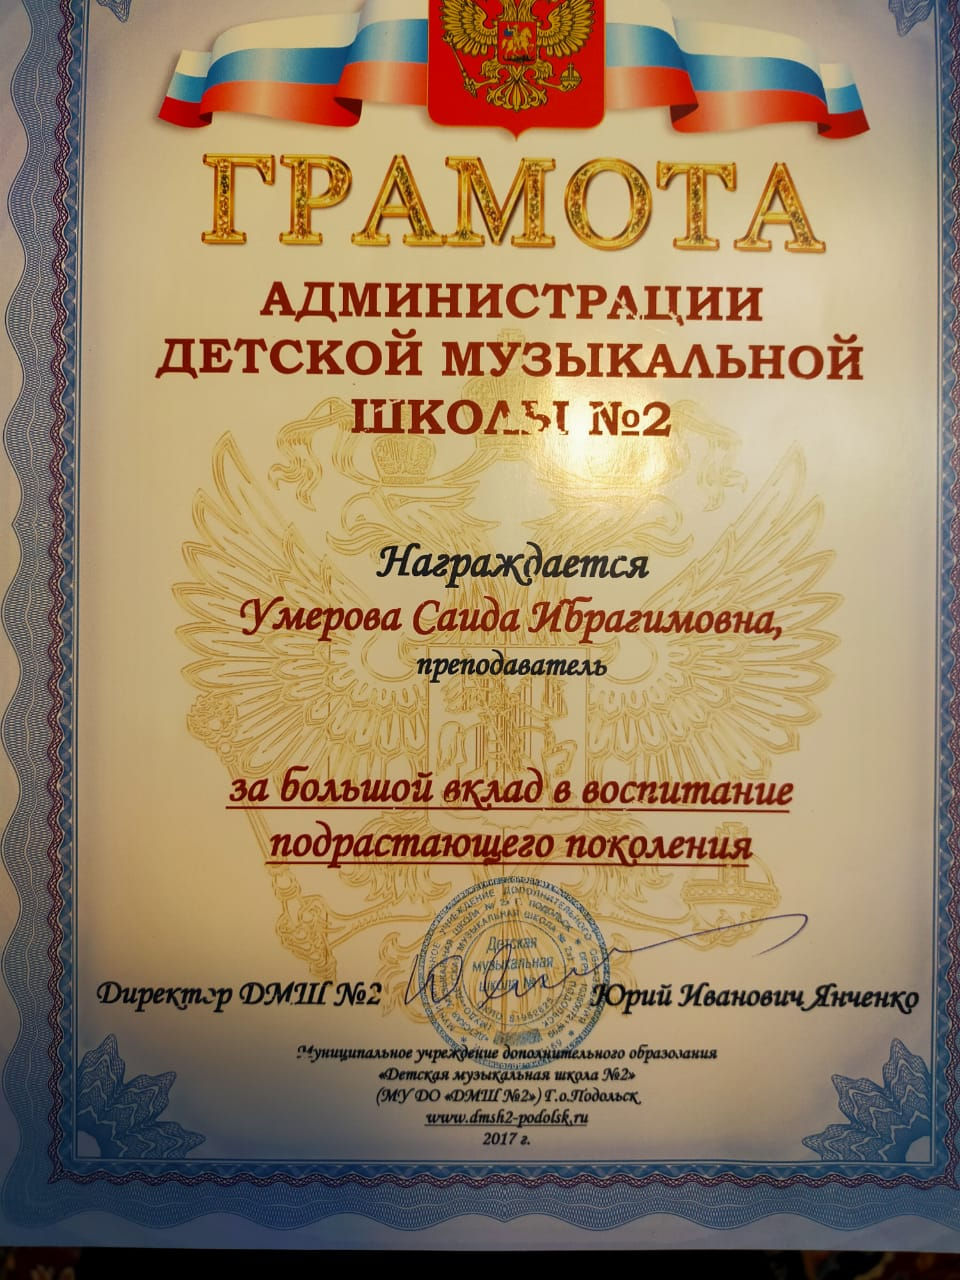 ГРАМОТА
АДМИНИСТРАЦИИ
ДЕТСКОЙ МУЗЫКАЛЬНОЙ
ШКОЛЫ №2
Награждается
Умерова Саида Ибрагимовна,
преподаватель
за большой вклад в воспитание
подрастающего поколения
Детская
музыкальная
школа №2
Директор ДМШ №2
Юрий Иванович Янченко
Муниципальное учреждение дополнительного образования
«Детская музыкальная школа №2»
(МУ ДО «ДМШ №2») Г.о.Подольск
www.dmsh2-podolsk.ru
2017 г.